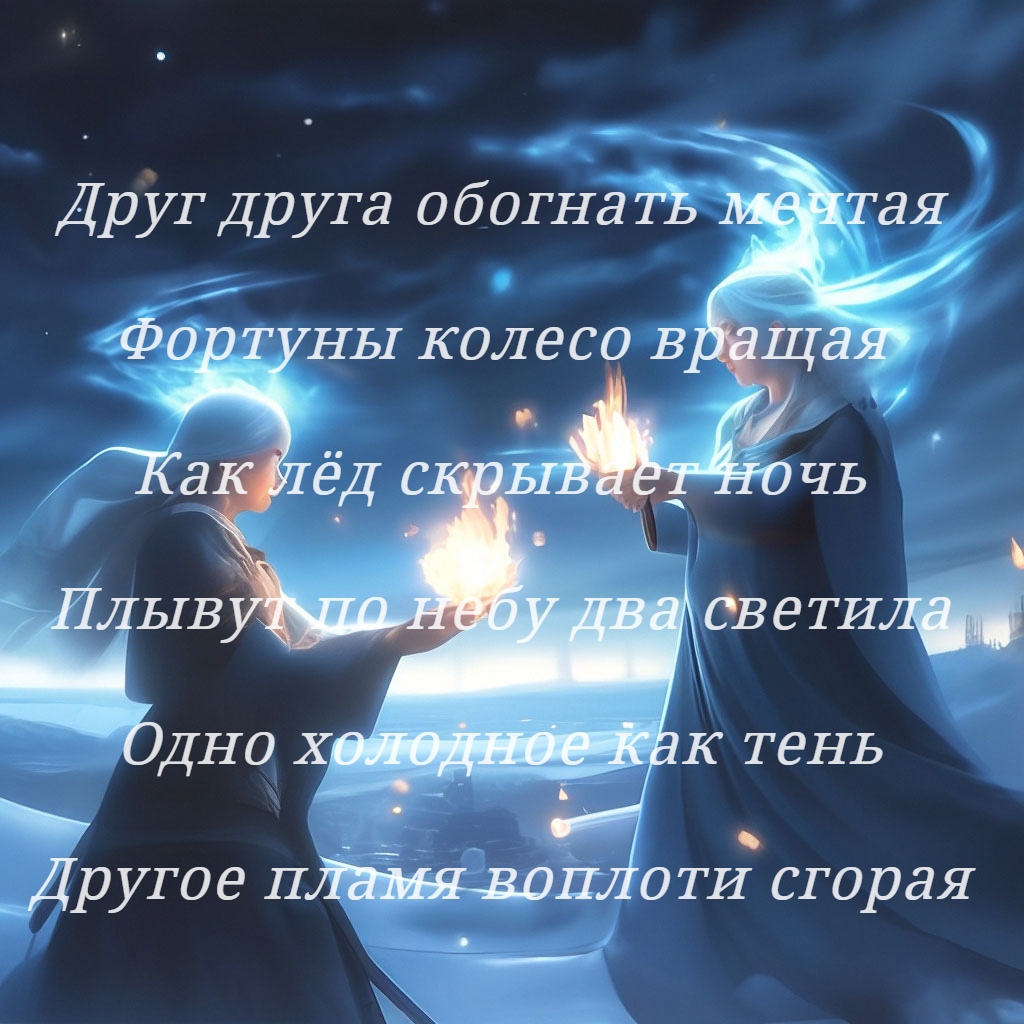 Друг друга обогнать мечтая
Фортуны колесо вращая
Как лёд скрывает ночь
Плывут по небу два светила
Одно холодное как тень
Другое пламя воплоти сгорая